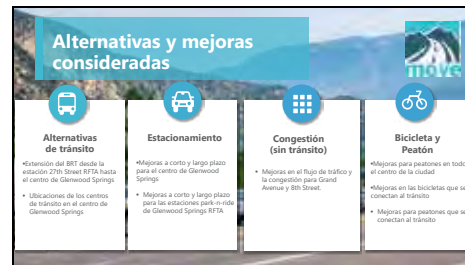 Alternativas y mejoras
consideradas
move
Alternativas
de tránsito
•Extensión del BRT desde la
estación 27th Street RFTA hasta
el centro de Glenwood Springs
• Ubicaciones de los centros
de tránsito en el centro de
Glenwood Springs
Estacionamiento
•Mejoras a corto y largo plazo
para el centro de Glenwood
Springs
• Mejoras a corto y largo plazo
para las estaciones park-n-ride
de Glenwood Springs RFTA
Congestión
(sin tránsito)
• Mejoras en el flujo de tráfico y
la congestión para Grand
Avenue y 8th Street.
Bicicleta y
Peatón
•Mejoras para peatones en todo
el centro de la ciudad
•Mejoras en las bicicletas que se
conectan al tránsito
• Mejoras para peatones que se
conectan al tránsito